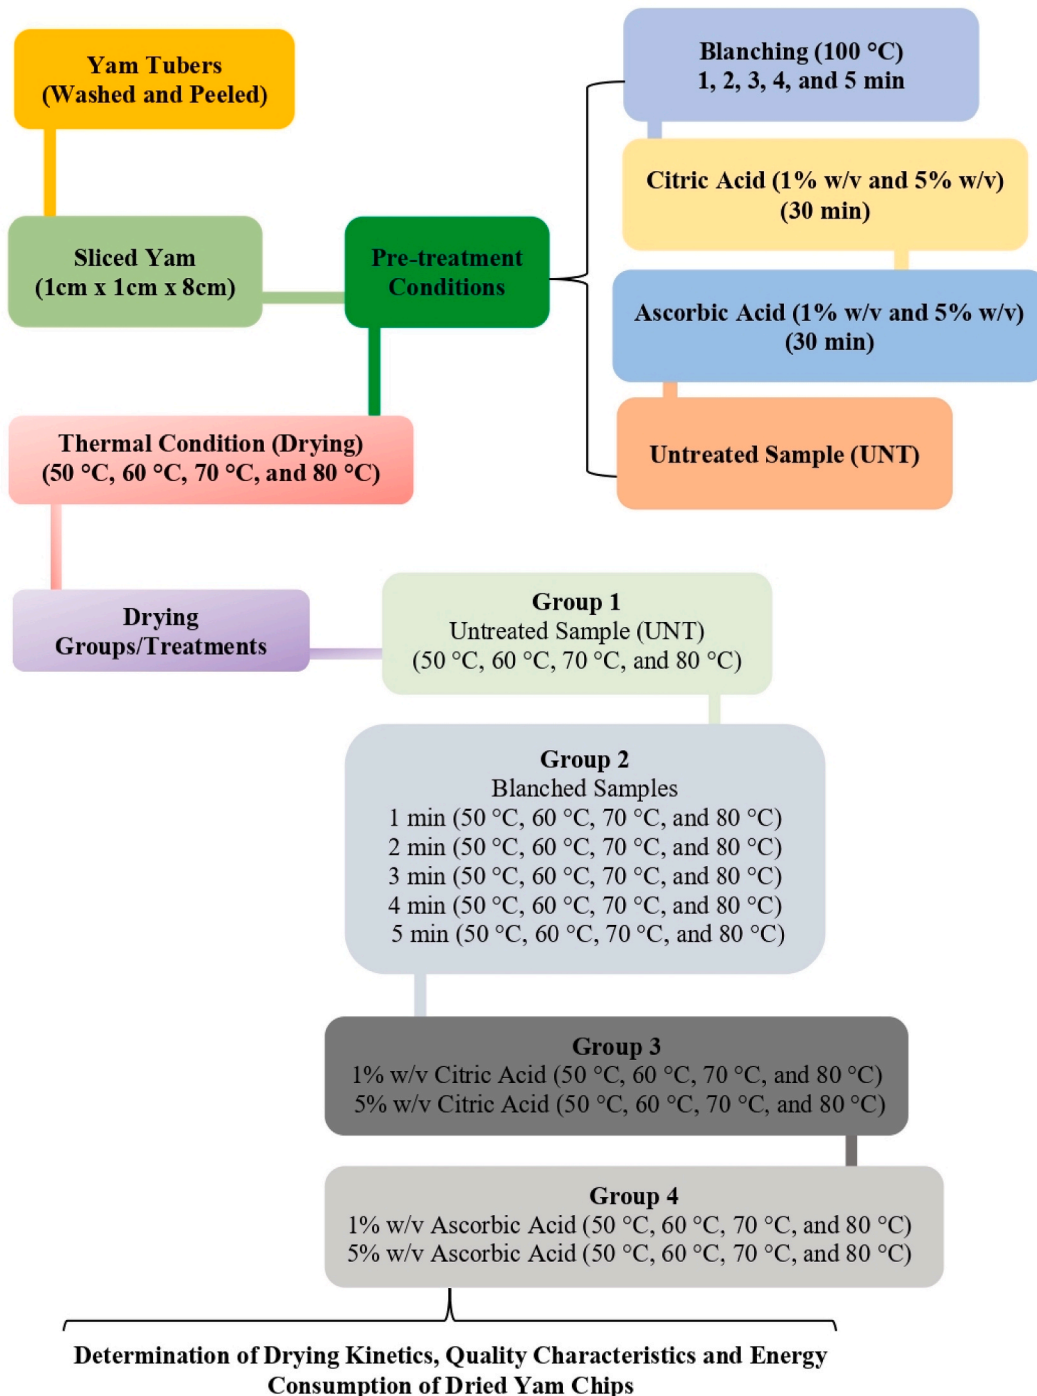 Yam Tubers
(Washed and Peeled)
Sliced Yam
(1cm x 1cm x 8cm)
Pre-treatment
Conditions
Blanching (100 °C)
1, 2, 3, 4, and 5 min
Citric Acid (1% w/v and 5% w/v)
(30 min)
Ascorbic Acid (1% w/v and 5% w/v)
(30 min)
Untreated Sample (UNT)
Thermal Condition (Drying)
(50 °C, 60 °C, 70 °C, and 80 °C)
Drying
Groups/Treatments
Group 1
Untreated Sample (UNT)
(50 °C, 60 °C, 70 °C, and 80 °C)
Group 2
Blanched Samples
1 min (50 °C, 60 °C, 70 °C, and 80 °C)
2 min (50 °C, 60 °C, 70 °C, and 80 °C)
3 min (50 °C, 60 °C, 70 °C, and 80 °C)
4 min (50 °C, 60 °C, 70 °C, and 80 °C)
5 min (50 °C, 60 °C, 70 °C, and 80 °C)
Group 3
1% w/v Citric Acid (50 °C, 60 °C, 70 °C, and 80 °C)
5% w/v Citric Acid (50 °C, 60 °C, 70 °C, and 80 °C)
Group 4
1% w/v Ascorbic Acid (50 °C, 60 °C, 70 °C, and 80 °C)
5% w/v Ascorbic Acid (50 °C, 60 °C, 70 °C, and 80 °C)
Determination of Drying Kinetics, Quality Characteristics and Energy
Consumption of Dried Yam Chips